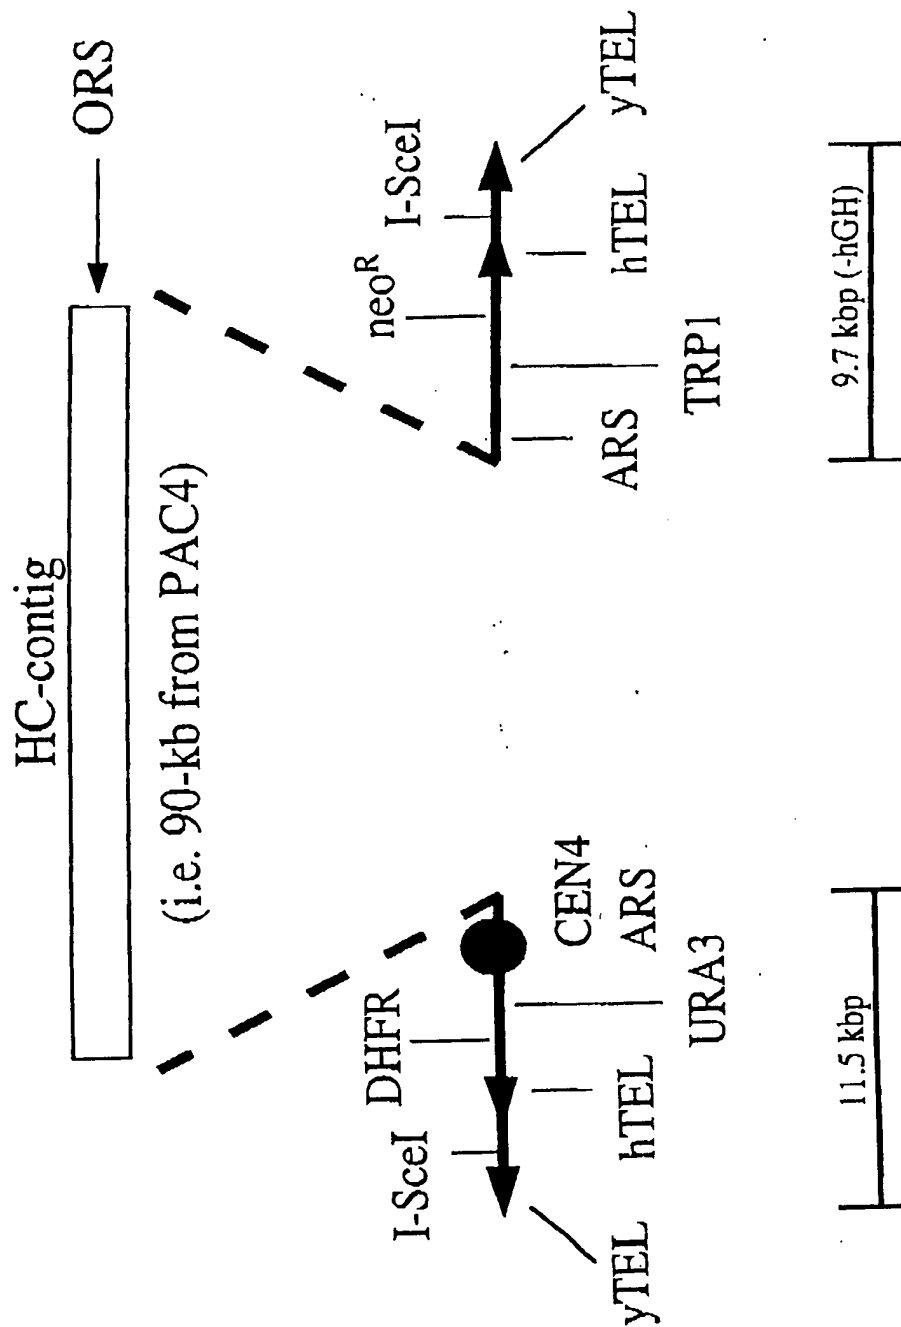 HC-contig
ORS
(i.e. 90-kb from PAC4)
I-SceI
DHFR
neoᴿ
I-SceI
yTEL
hTEL
URA3
CEN4
ARS
ARS
TRP1
hTEL
yTEL
11.5 kbp
9.7 kbp (-hGH)